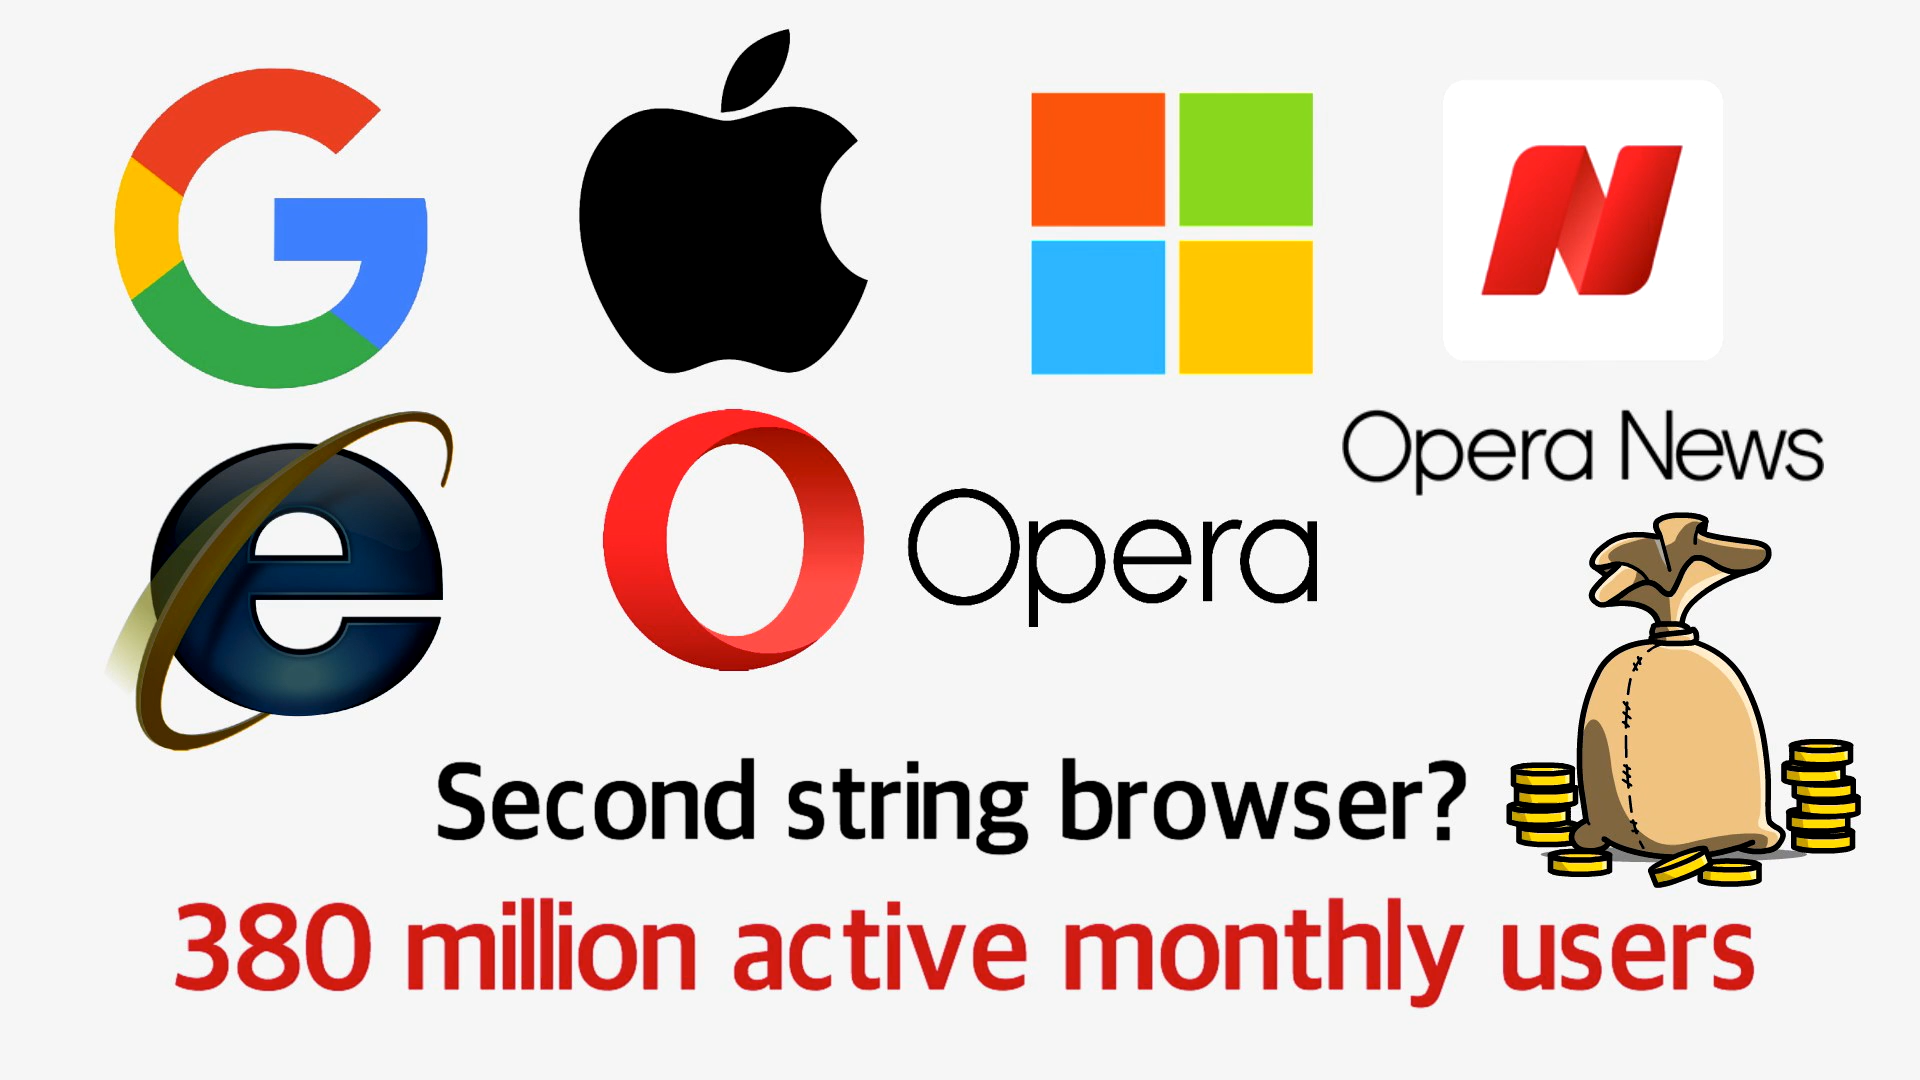 Opera News
Opera
Second string browser?
380 million active monthly users